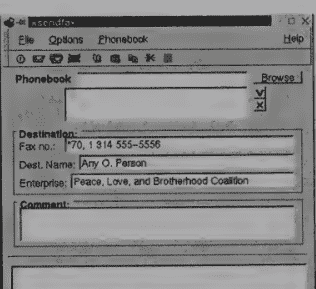 xsendfax
File Options Phonebook Help
Phonebook
Browse
Destination:
Fax no.: *70, 1 314 555-5556
Dest. Name: Any O. Person
Enterprise: Peace, Love, and Brotherhood Coalition
Comment: